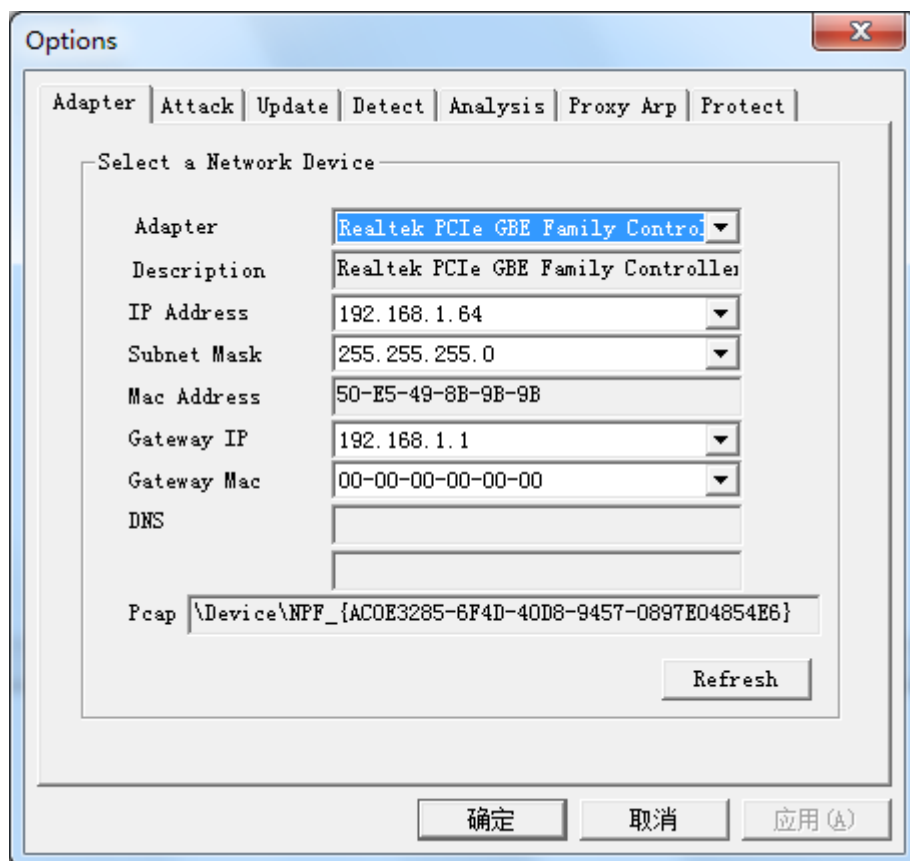 Options
Adapter Attack Update Detect Analysis Proxy Arp Protect
Select a Network Device
Adapter Realtek PCIe GBE Family Control
Description Realtek PCIe GBE Family Controller
IP Address 192.168.1.64
Subnet Mask 255.255.255.0
Mac Address 50-E5-49-8B-9B-9B
Gateway IP 192.168.1.1
Gateway Mac 00-00-00-00-00-00
DNS
Pcap \Device\NPF_{AC0E3285-6F4D-40D8-9457-0897E04854E6}
Refresh
确定 取消 应用(A)